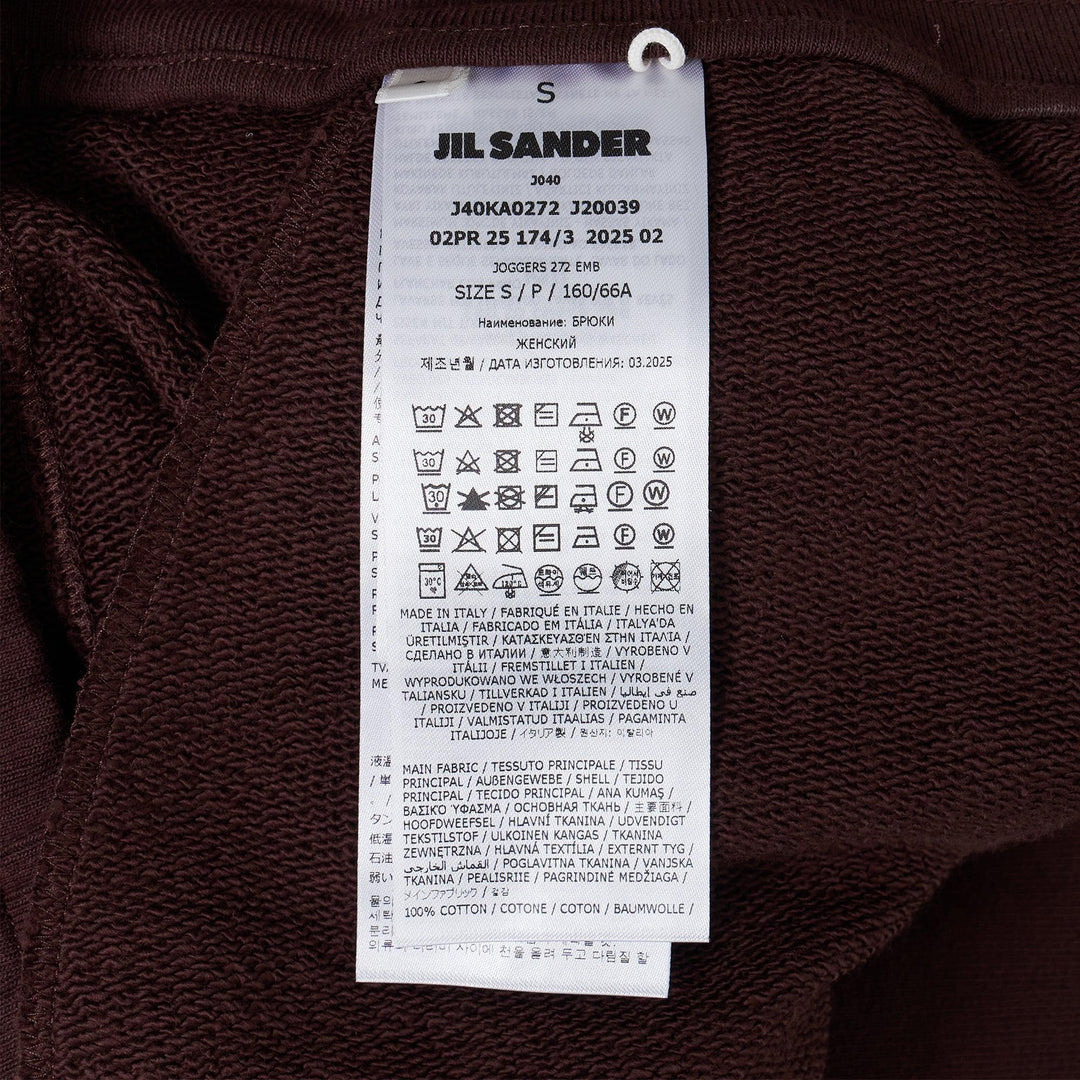 S
JIL SANDER
J040
J40KA0272 J20039
02PR 25 174/3 2025 02
JOGGERS 272 EMB
SIZE S / P / 160/66A
Наименование: БРЮКИ
ЖЕНСКИЙ
제조년월 / ДАТА ИЗГОТОВЛЕНИЯ: 03.2025
30 F W
30 F W
30 F W
30 F W
30°C
MADE IN ITALY / FABRIQUÉ EN ITALIE / HECHO EN
ITALIA / FABRICADO EM ITÁLIA / ITALYA'DA
ÜRETILMIŞTIR / ΚΑΤΑΣΚΕΥΑΣΘΕΝ ΣΤΗΝ ΙΤΑΛΙΑ /
СДЕЛАНО В ИТАЛИИ / 意大利制造 / VYROBENO V
ITÁLII / FREMSTILLET I ITALIEN /
WYPRODUKOWANO WE WŁOSZECH / VYROBENÉ V
TALIANSKU / TILLVERKAD I ITALIEN / صنع في إيطاليا
/ PROIZVEDENO V ITALIJI / PROIZVEDENO U
ITALIJI / VALMISTATUD ITAALIAS / PAGAMINTA
ITALIJOJE / イタリア製 / 원산지: 이탈리아
MAIN FABRIC / TESSUTO PRINCIPALE / TISSU
PRINCIPAL / AUßENGEWEBE / SHELL / TEJIDO
PRINCIPAL / TECIDO PRINCIPAL / ANA KUMAŞ /
ΒΑΣΙΚΌ ΎΦΑΣΜΑ / ОСНОВНАЯ ТКАНЬ / 主要面料 /
HOOFDWEEFSEL / HLAVNÍ TKANINA / UDVENDIGT
TEKSTILSTOF / ULKOINEN KANGAS / TKANINA
ZEWNĘTRZNA / HLAVNÁ TEXTÍLIA / EXTERNT TYG /
القماش الخارجي / POGLAVITNA TKANINA / VANJSKA
TKANINA / PEALISRIIE / PAGRINDINĖ MEDŽIAGA /
メインファブリック / 겉감
100% COTTON / COTONE / COTON / BAUMWOLLE /